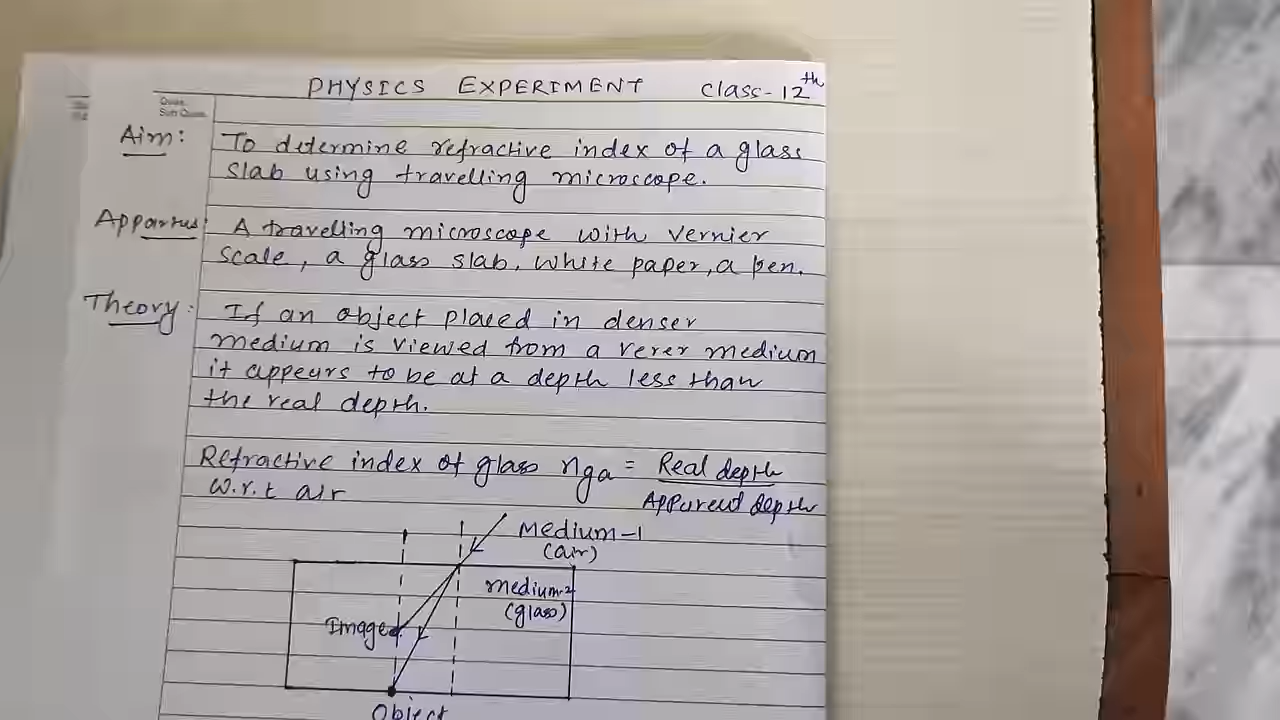 PHYSICS EXPERIMENT Class-12th
Aim: To determine refractive index of a glass
slab using travelling microscope.
Appartus: A travelling microscope with vernier
scale, a glass slab, white paper, a pen.
Theory: If an object placed in denser
medium is viewed from a rerer medium
it appears to be at a depth less than
the real depth.
Refractive index of glass nga = Real depth
w.r.t air Apparent depth
Medium-1
(air)
medium-2
(glass)
Image
Object